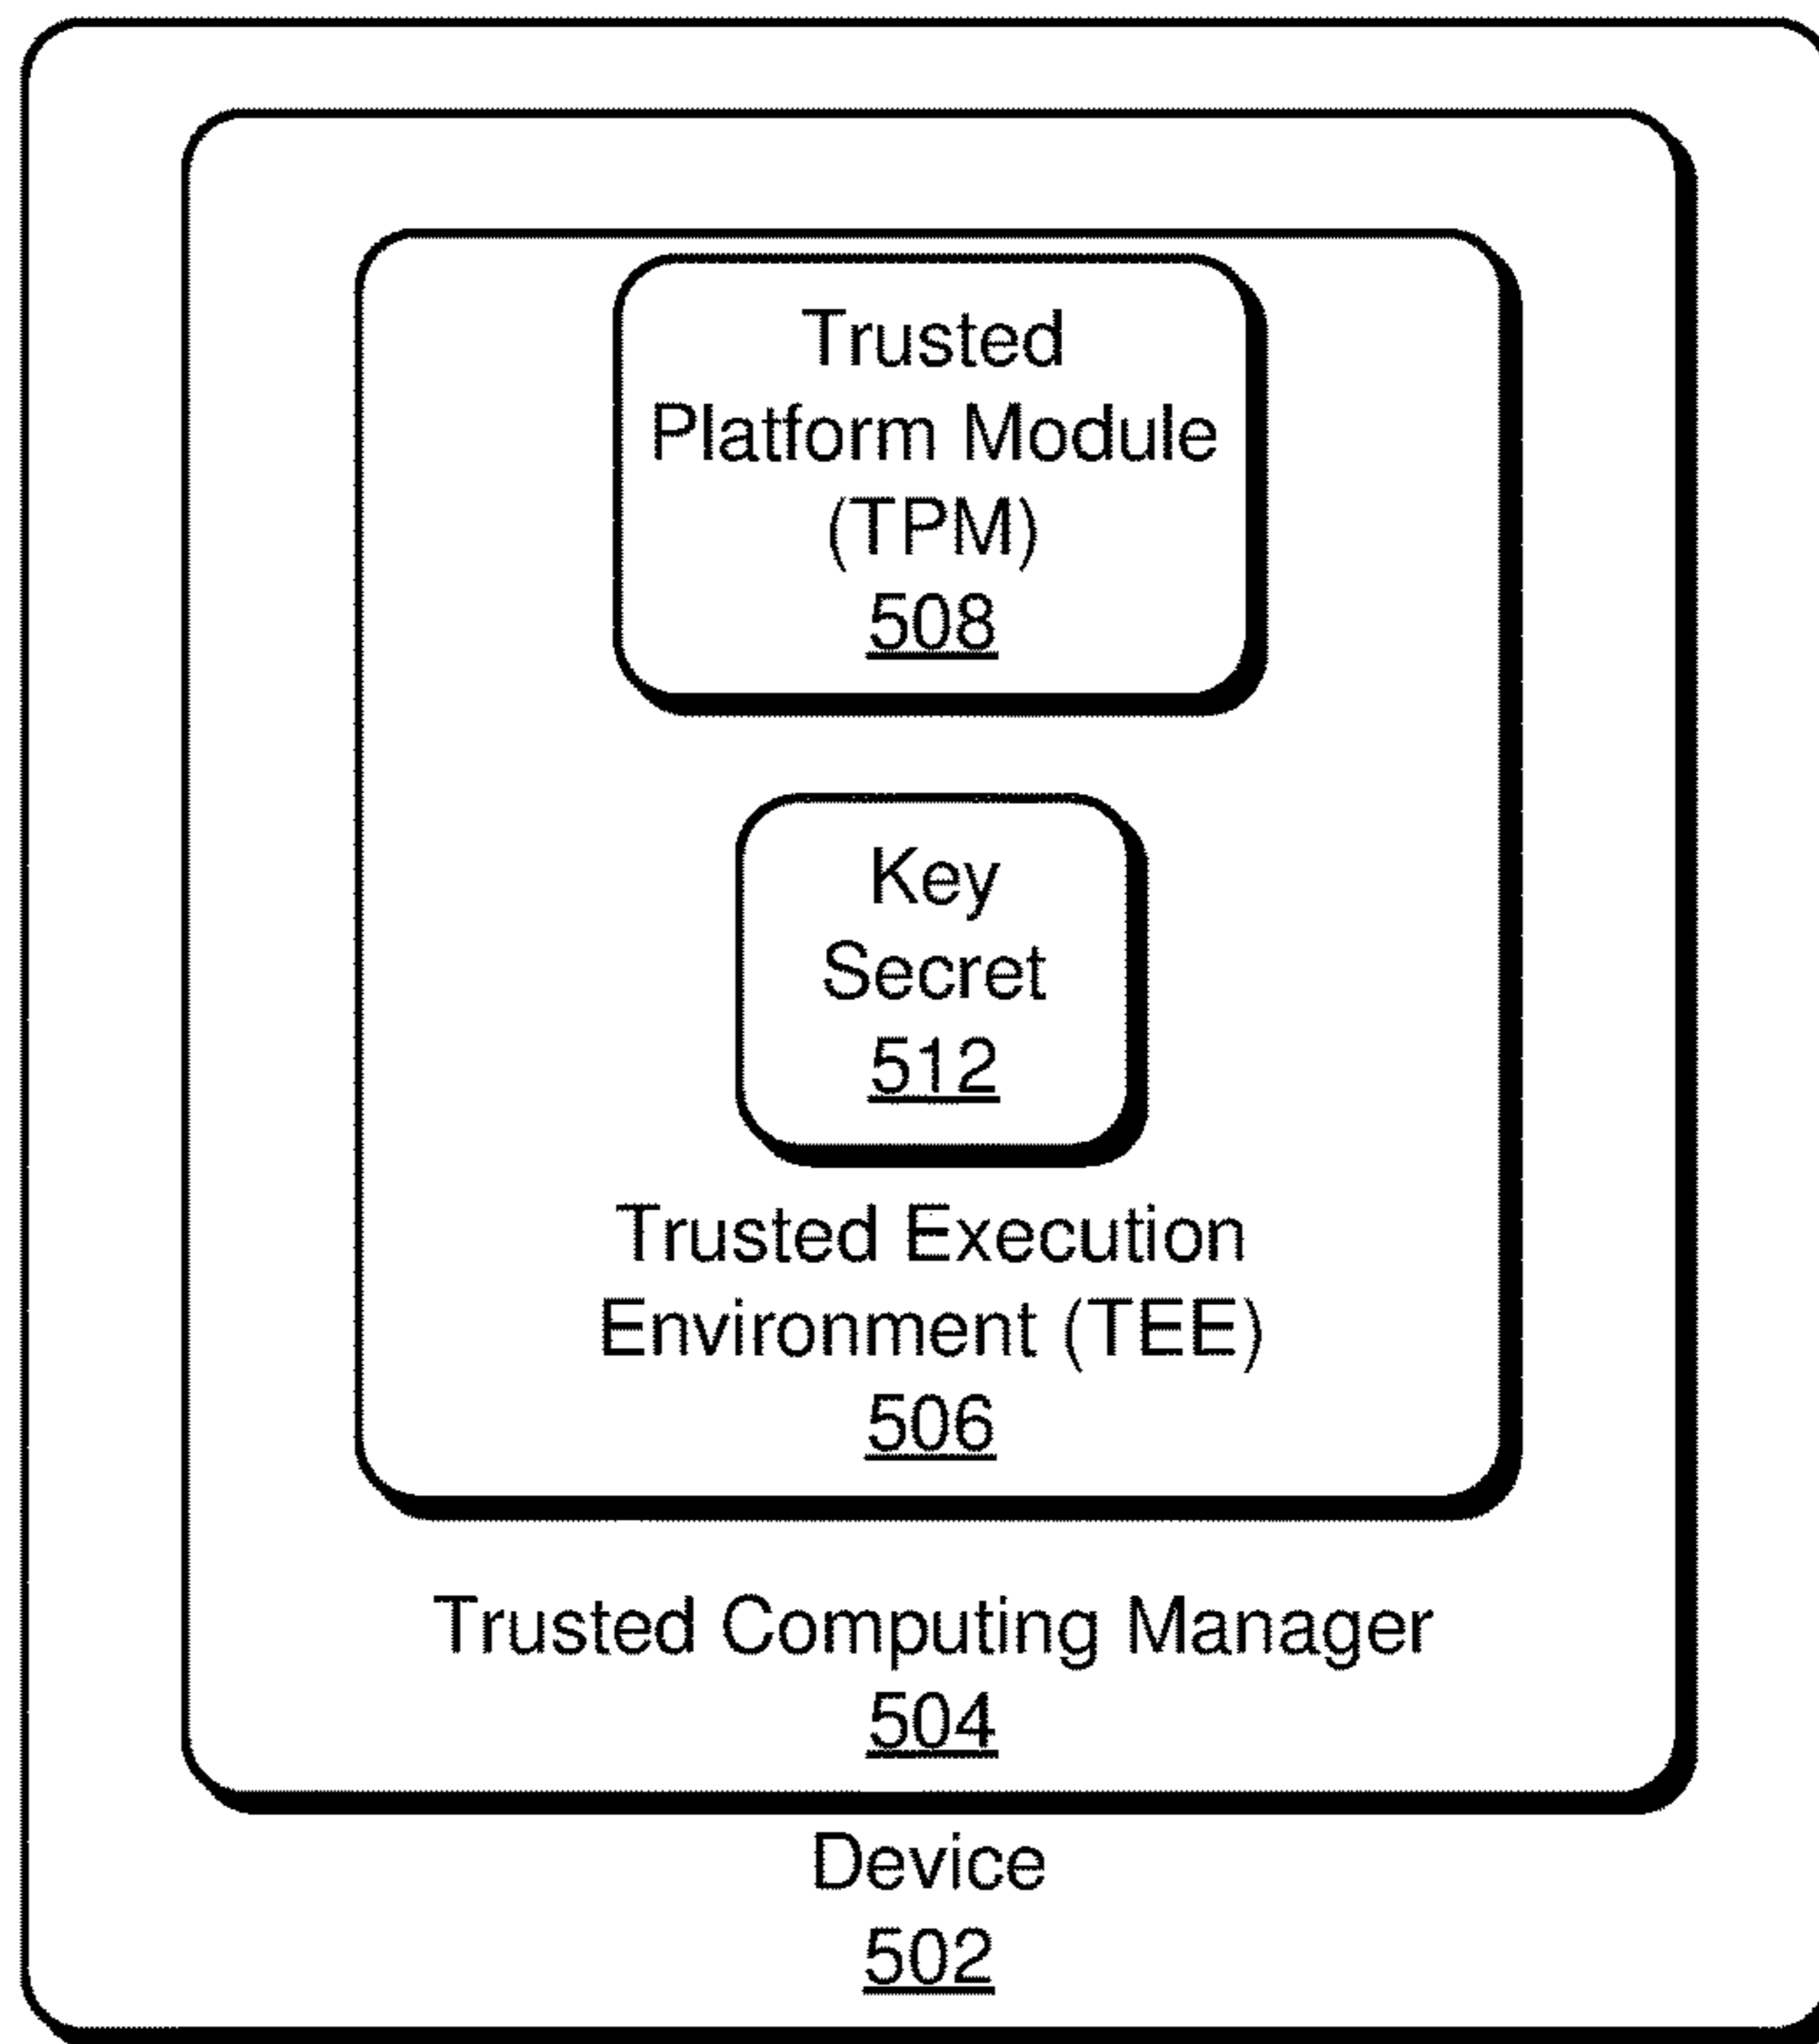 Trusted
Platform Module
(TPM)
508
Key
Secret
512
Trusted Execution
Environment (TEE)
506
Trusted Computing Manager
504
Device
502